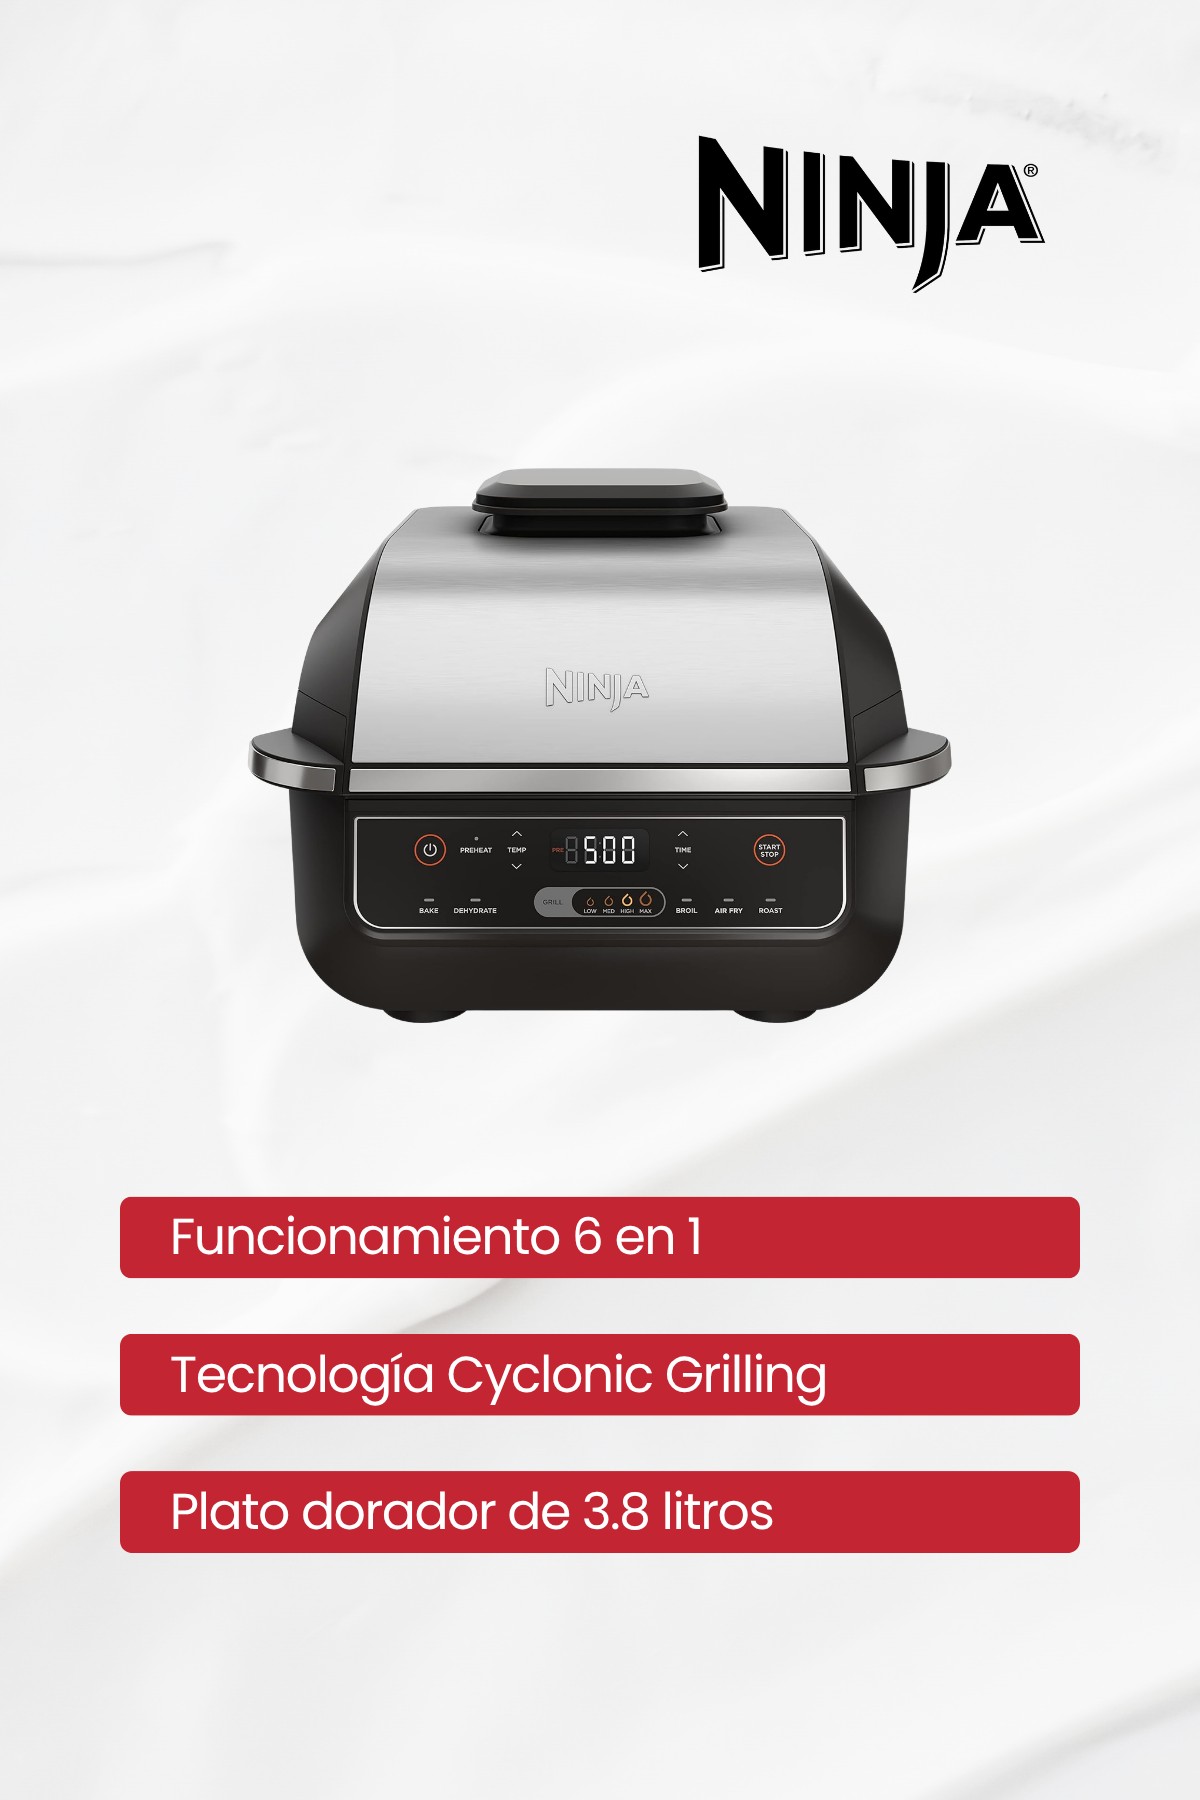 NINJA®
NINJA
PREHEAT TEMP PRE 500 TIME START STOP
BAKE DEHYDRATE GRILL LOW MED HIGH MAX BROIL AIR FRY ROAST
Funcionamiento 6 en 1
Tecnología Cyclonic Grilling
Plato dorador de 3.8 litros